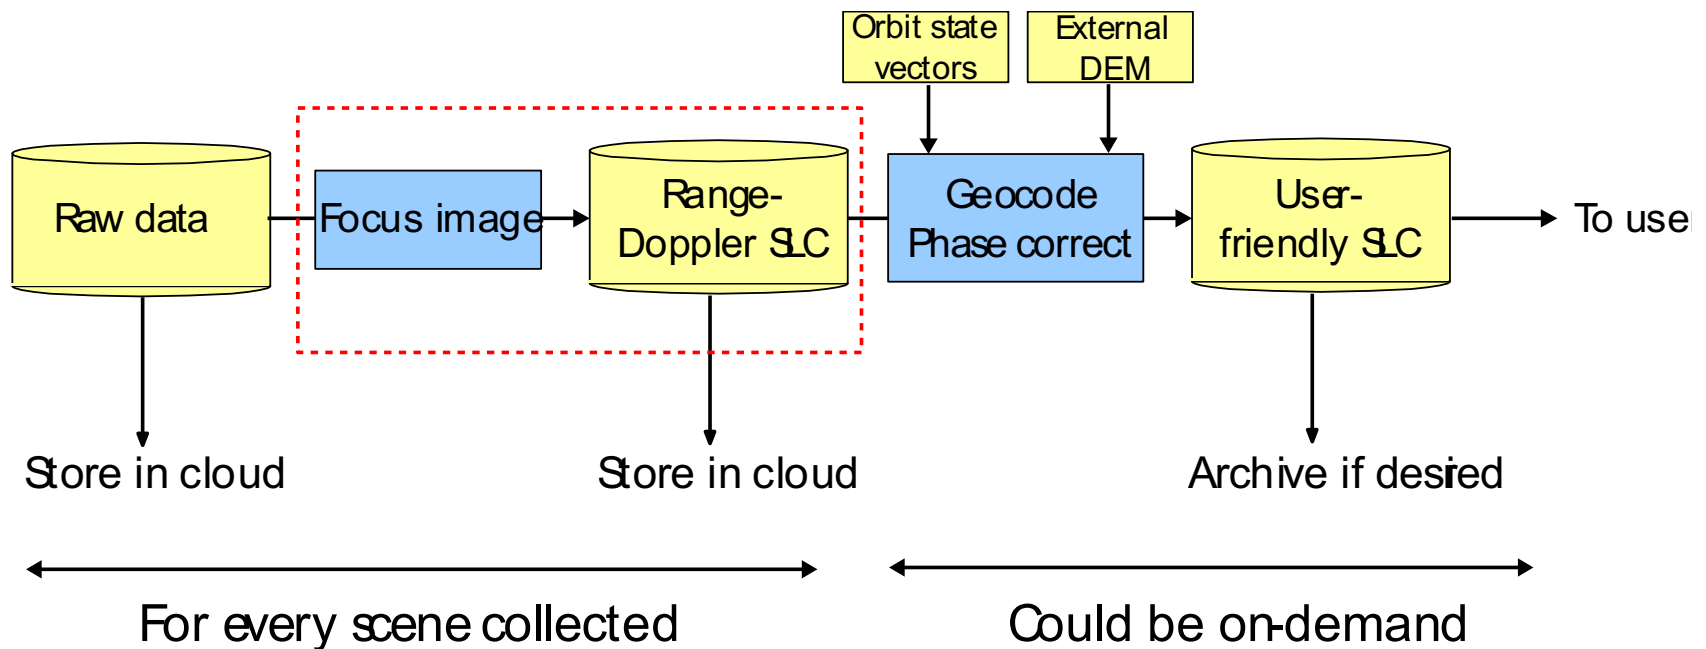 Orbit state
vectors
External
DEM
Raw data
Focus image
Range-
Doppler SLC
Geocode
Phase correct
User-
friendly SLC
To user
Store in cloud
Store in cloud
Archive if desired
For every scene collected
Could be on-demand